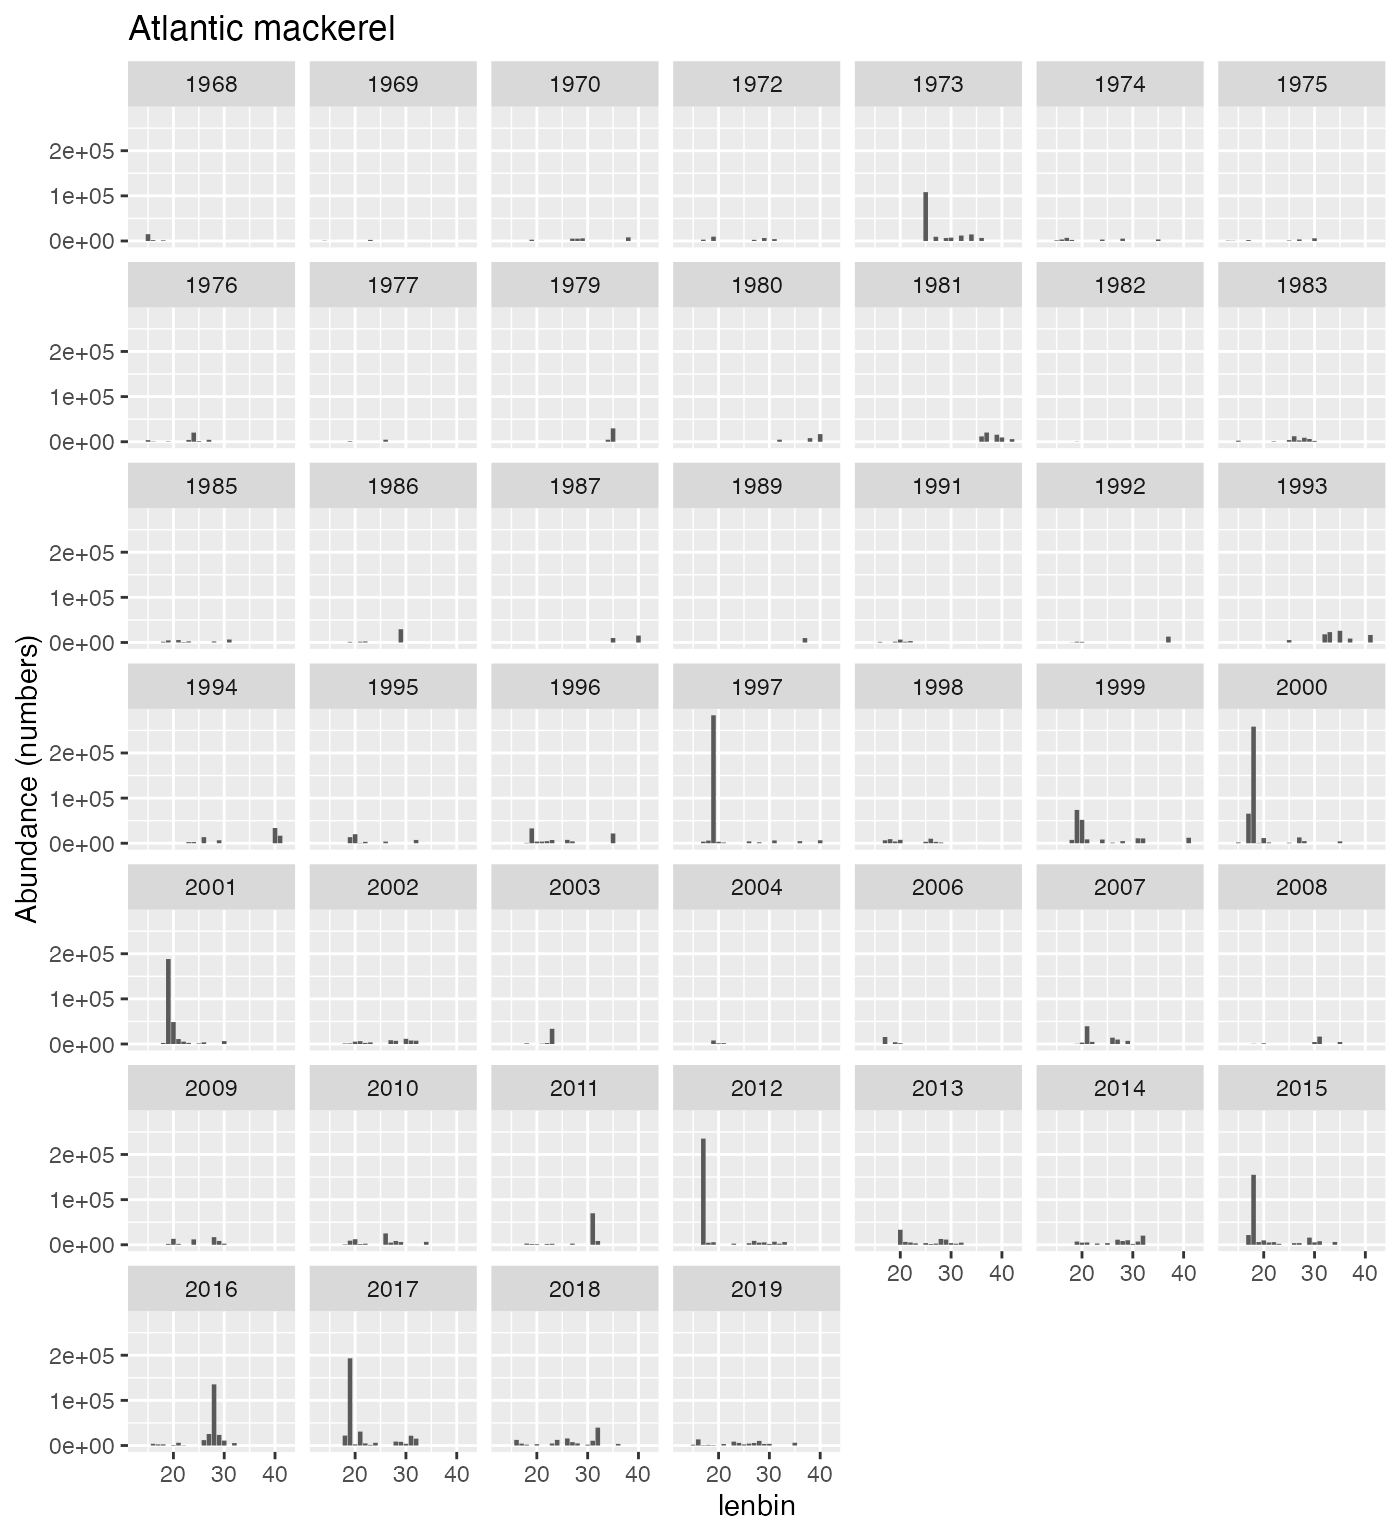 Atlantic mackerel
1968 1969 1970 1972 1973 1974 1975
2e+05
1e+05
0e+00
1976 1977 1979 1980 1981 1982 1983
2e+05
1e+05
0e+00
1985 1986 1987 1989 1991 1992 1993
2e+05
1e+05
0e+00
Abundance (numbers)
1994 1995 1996 1997 1998 1999 2000
2e+05
1e+05
0e+00
2001 2002 2003 2004 2006 2007 2008
2e+05
1e+05
0e+00
2009 2010 2011 2012 2013 2014 2015
2e+05
1e+05
0e+00
20 30 40 20 30 40 20 30 40
2016 2017 2018 2019
2e+05
1e+05
0e+00
20 30 40 20 30 40 20 30 40 20 30 40
lenbin